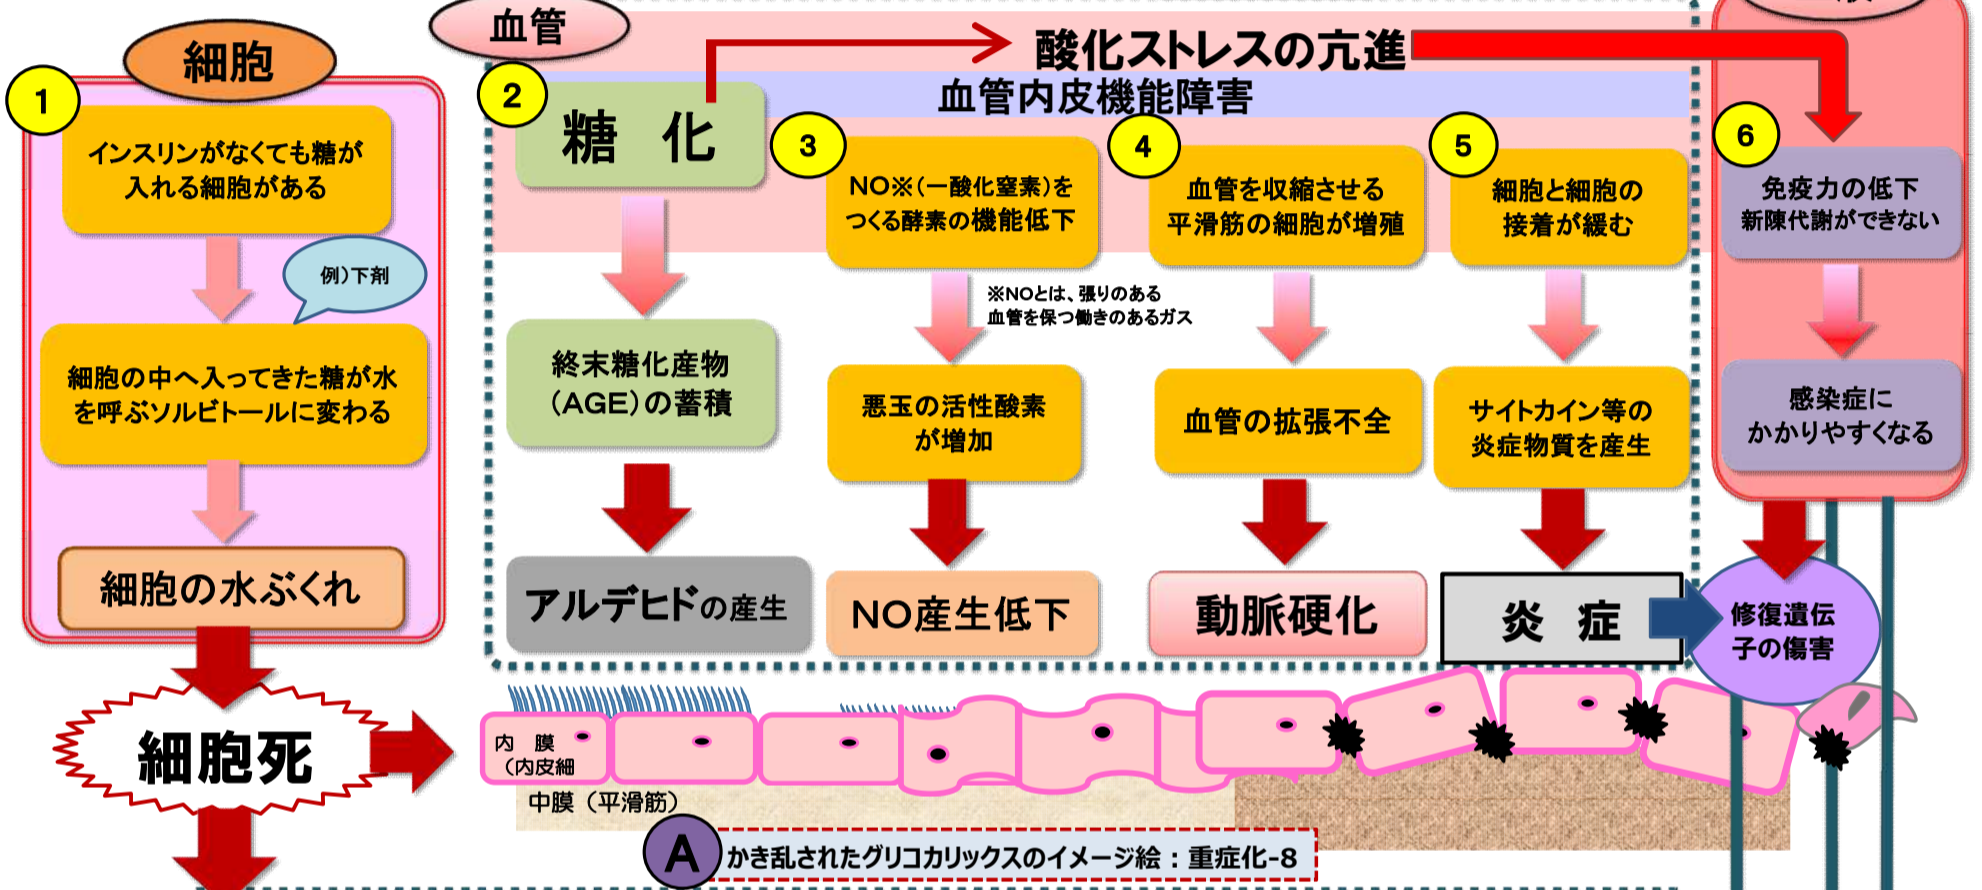 細胞
1
インスリンがなくても糖が
入れる細胞がある
例)下剤
細胞の中へ入ってきた糖が水
を呼ぶソルビトールに変わる
細胞の水ぶくれ
細胞死
血管
酸化ストレスの亢進
血管内皮機能障害
2
糖 化
終末糖化産物
(AGE)の蓄積
アルデヒドの産生
3
NO※(一酸化窒素)を
つくる酵素の機能低下
※NOとは、張りのある
血管を保つ働きのあるガス
悪玉の活性酸素
が増加
NO産生低下
4
血管を収縮させる
平滑筋の細胞が増殖
血管の拡張不全
動脈硬化
5
細胞と細胞の
接着が緩む
サイトカイン等の
炎症物質を産生
炎 症
6
免疫力の低下
新陳代謝ができない
感染症に
かかりやすくなる
修復遺伝
子の傷害
内 膜
(内皮細
中膜(平滑筋)
A
かき乱されたグリコカリックスのイメージ絵:重症化-8